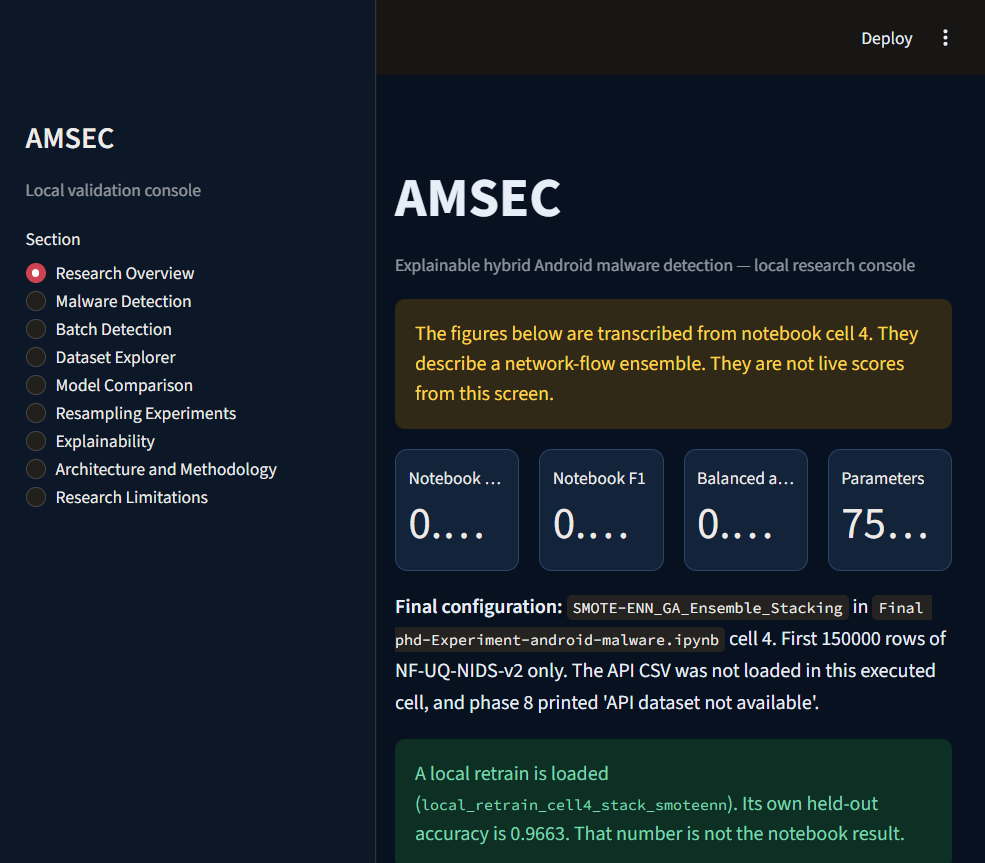 Deploy
AMSEC
Local validation console
Section
Research Overview
Malware Detection
Batch Detection
Dataset Explorer
Model Comparison
Resampling Experiments
Explainability
Architecture and Methodology
Research Limitations
AMSEC
Explainable hybrid Android malware detection — local research console
The figures below are transcribed from notebook cell 4. They
describe a network-flow ensemble. They are not live scores
from this screen.
Notebook ...
0....
Notebook F1
0....
Balanced a...
0....
Parameters
75...
Final configuration: SMOTE-ENN_GA_Ensemble_Stacking in Final
phd-Experiment-android-malware.ipynb cell 4. First 150000 rows of
NF-UQ-NIDS-v2 only. The API CSV was not loaded in this executed
cell, and phase 8 printed 'API dataset not available'.
A local retrain is loaded
(local_retrain_cell4_stack_smoteenn). Its own held-out
accuracy is 0.9663. That number is not the notebook result.